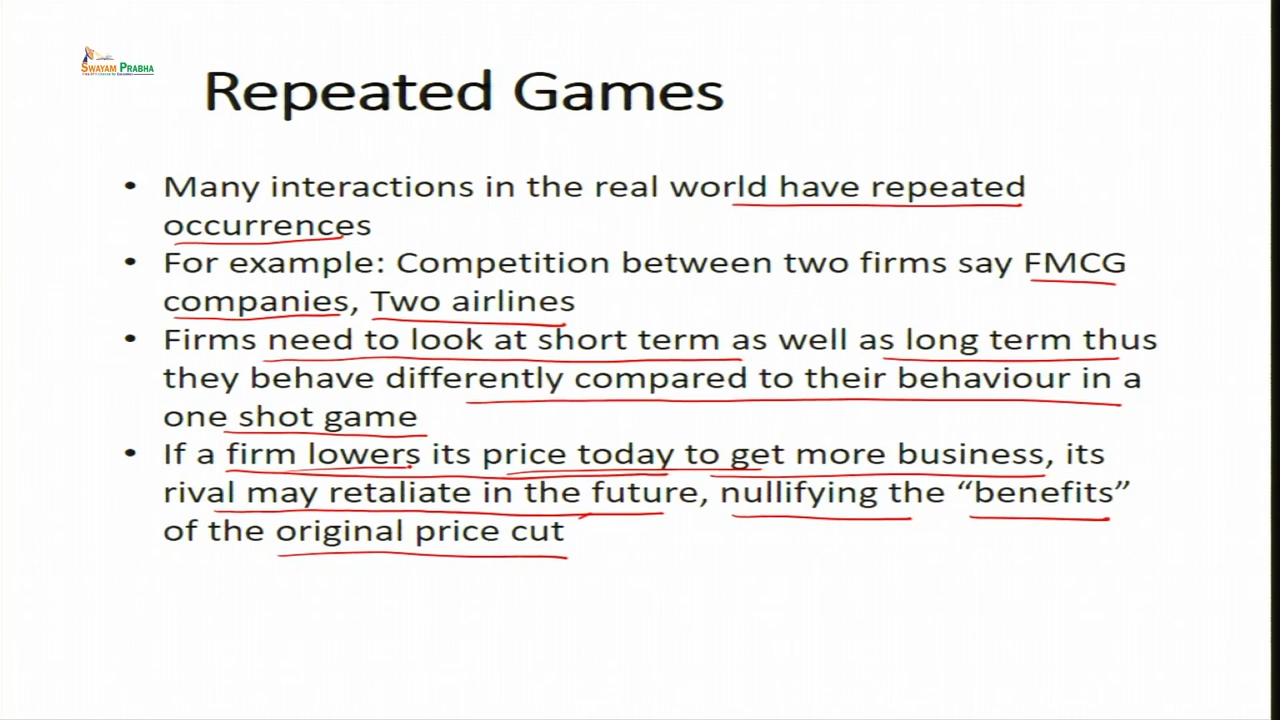 SWAYAM PRABHA
Repeated Games
• Many interactions in the real world have repeated
occurrences
• For example: Competition between two firms say FMCG
companies, Two airlines
• Firms need to look at short term as well as long term thus
they behave differently compared to their behaviour in a
one shot game
• If a firm lowers its price today to get more business, its
rival may retaliate in the future, nullifying the “benefits”
of the original price cut